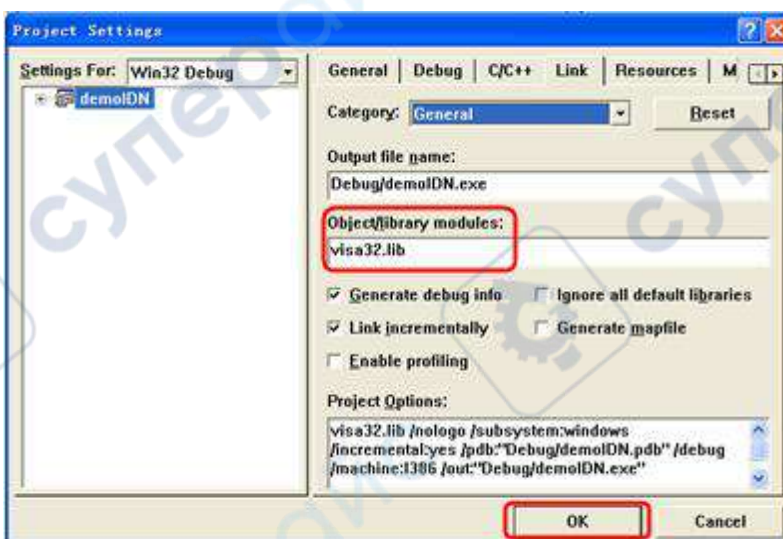 Project Settings
Settings For: Win32 Debug
demoIDN
General Debug C/C++ Link Resources M
Category: General Reset
Output file name:
Debug/demoIDN.exe
Object/library modules:
visa32.lib
Generate debug info Ignore all default libraries
Link incrementally Generate mapfile
Enable profiling
Project Options:
visa32.lib /nologo /subsystem:windows
/incremental:yes /pdb:"Debug/demoIDN.pdb" /debug
/machine:I386 /out:"Debug/demoIDN.exe"
OK Cancel